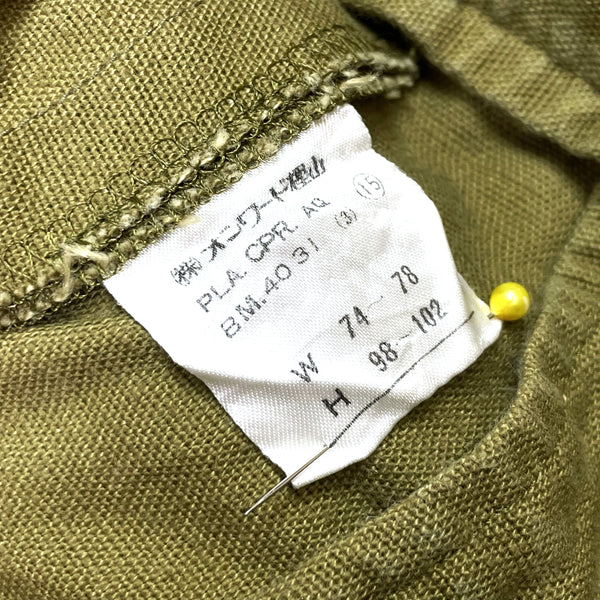 ㈱オンワード樫山
PLA. CPR. AQ ⑮
BM. 4031 (3)
W 74～78
H 98～102